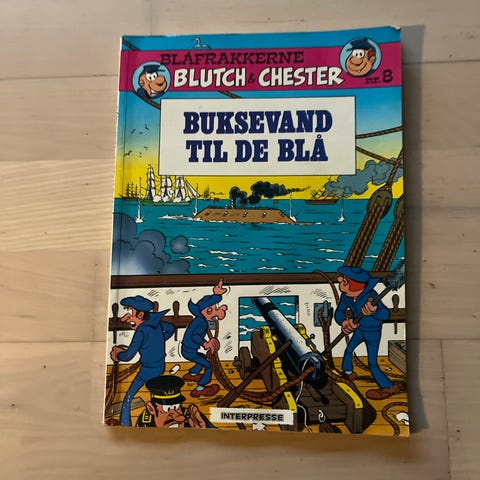 BLÅFRAKKERNE
BLUTCH & CHESTER
nr. 8
BUKSEVAND
TIL DE BLÅ
INTERPRESSE